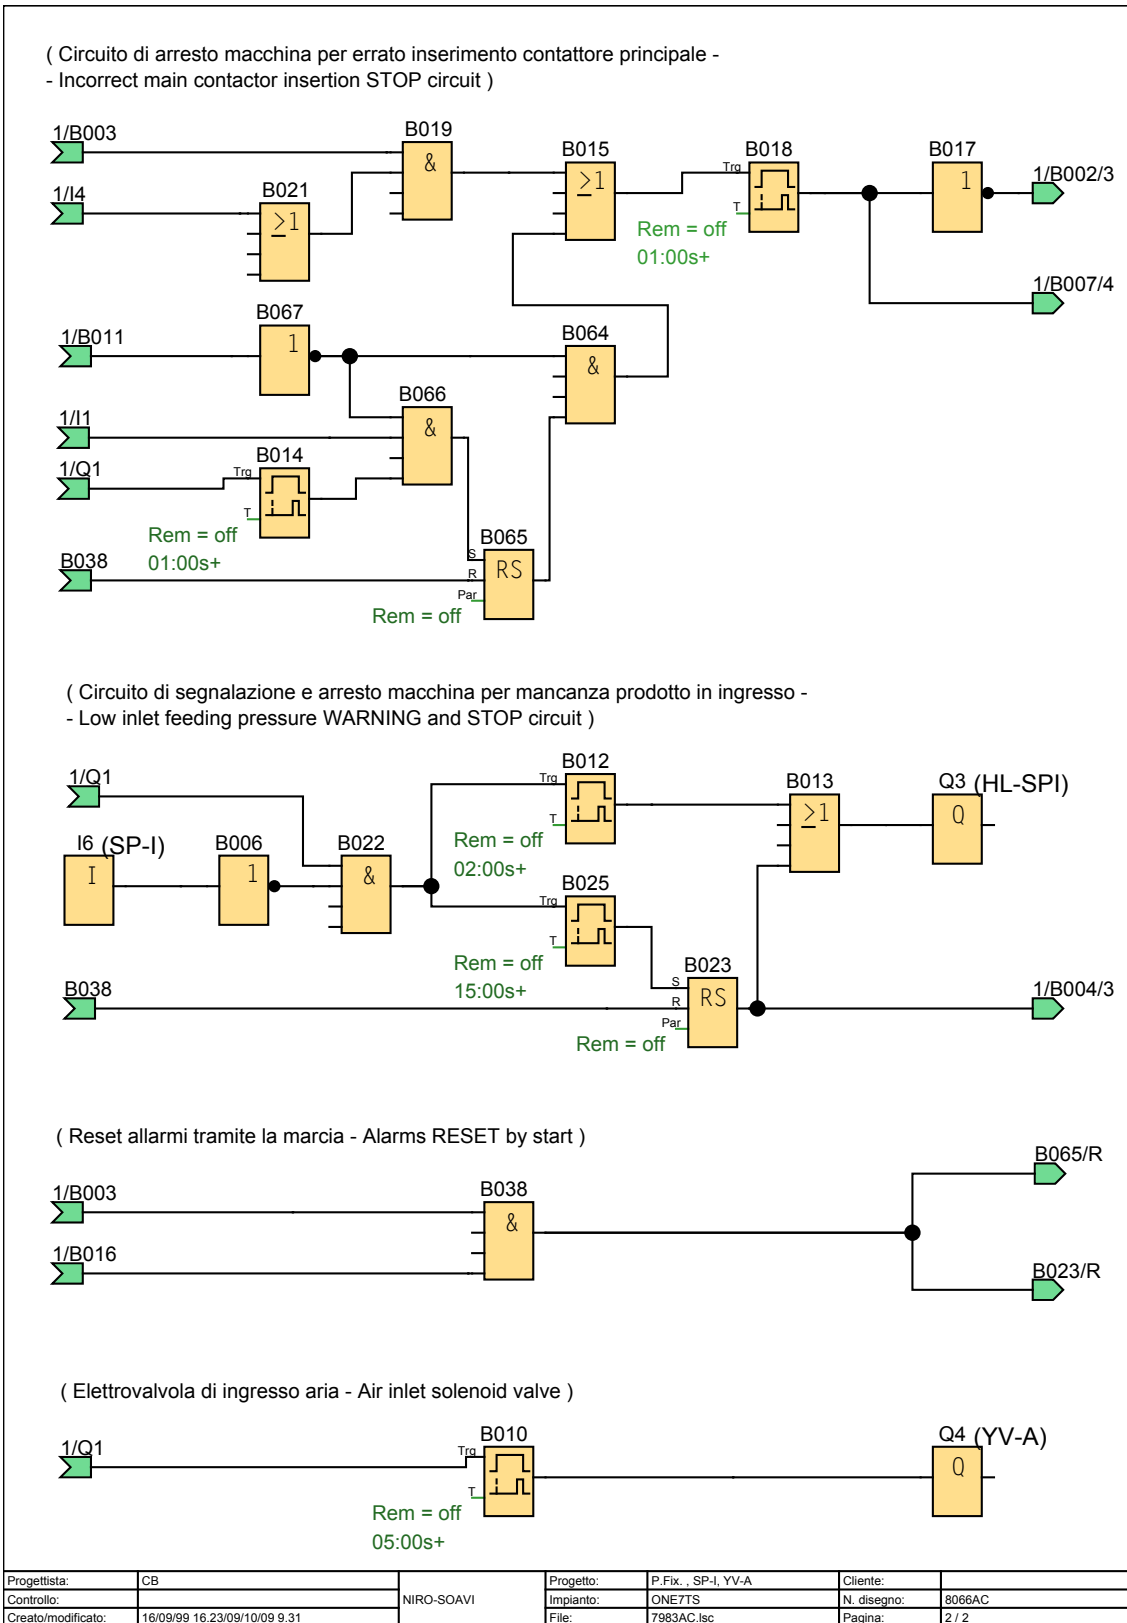 ( Circuito di arresto macchina per errato inserimento contattore principale -
- Incorrect main contactor insertion STOP circuit )
1/B003
B019
&
B015
≥1
B018
Trg
T
B017
1
1/B002/3
1/I4
B021
≥1
Rem = off
01:00s+
1/B007/4
1/B011
B067
1
B064
&
B066
&
1/I1
1/Q1
B014
Trg
T
Rem = off
01:00s+
B038
B065
S
R
Par
RS
Rem = off
( Circuito di segnalazione e arresto macchina per mancanza prodotto in ingresso -
- Low inlet feeding pressure WARNING and STOP circuit )
1/Q1
B012
Trg
T
B013
≥1
Q3 (HL-SPI)
Q
I6 (SP-I)
I
B006
1
B022
&
Rem = off
02:00s+
B025
Trg
T
Rem = off
15:00s+
B038
B023
S
R
Par
RS
Rem = off
1/B004/3
( Reset allarmi tramite la marcia - Alarms RESET by start )
1/B003
B038
&
B065/R
1/B016
B023/R
( Elettrovalvola di ingresso aria - Air inlet solenoid valve )
1/Q1
B010
Trg
T
Q4 (YV-A)
Q
Rem = off
05:00s+
Progettista: CB NIRO-SOAVI Progetto: P.Fix. , SP-I, YV-A Cliente:
Controllo: Impianto: ONE7TS N. disegno: 8066AC
Creato/modificato: 16/09/99 16.23/09/10/09 9.31 File: 7983AC.lsc Pagina: 2 / 2